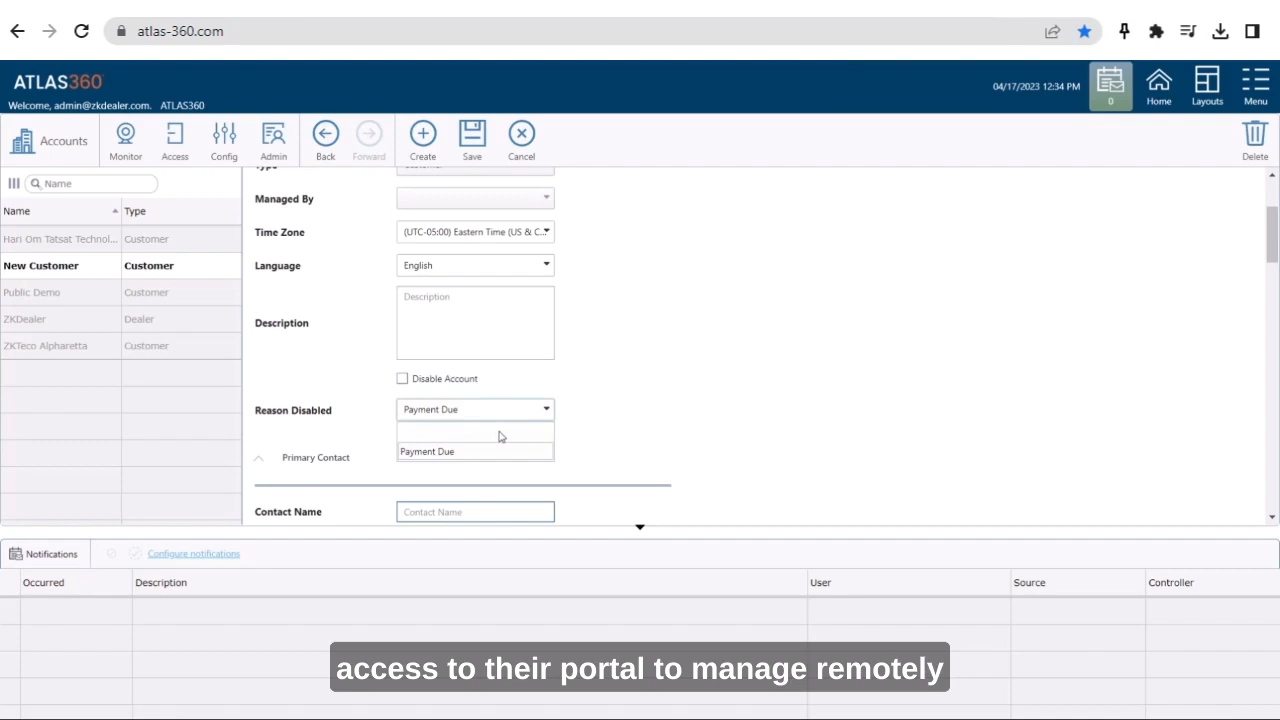 atlas-360.com
ATLAS360
Welcome, admin@zkdealer.com. ATLAS360
04/17/2023 12:34 PM
0
Home
Layouts
Menu
Accounts
Monitor
Access
Config
Admin
Back
Forward
Create
Save
Cancel
Delete
Name
Name Type
Hari Om Tatsat Technol... Customer
New Customer Customer
Public Demo Customer
ZKDealer Dealer
ZKTeco Alpharetta Customer
Type Customer
Managed By
Time Zone (UTC-05:00) Eastern Time (US & C...
Language English
Description Description
Disable Account
Reason Disabled Payment Due
Payment Due
Primary Contact
Contact Name Contact Name
Notifications Configure notifications
Occurred Description User Source Controller
access to their portal to manage remotely